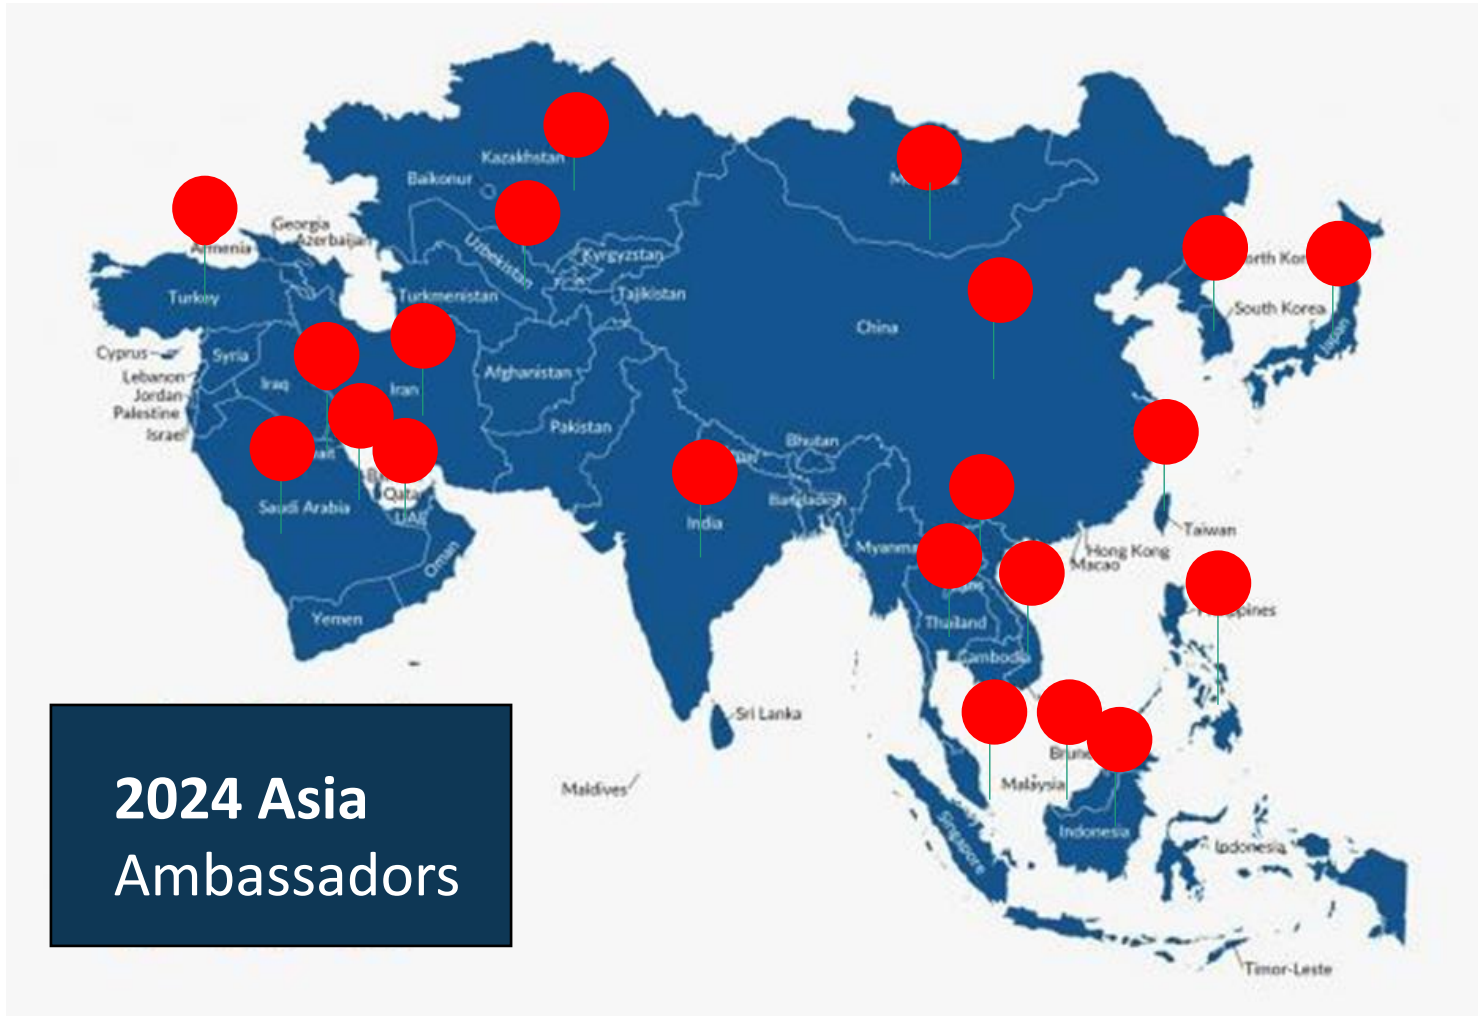 Kazakhstan
Baikonur
Georgia
Armenia
Azerbaijan
Uzbekistan
Kyrgyzstan
Turkey
Turkmenistan
Tajikistan
South Korea
China
Japan
Cyprus
Syria
Lebanon
Iraq
Iran
Afghanistan
Jordan
Palestine
Israel
Pakistan
Bhutan
Saudi Arabia
India
Bangladesh
UAE
Oman
Taiwan
Hong Kong
Macao
Yemen
Thailand
Cambodia
Sri Lanka
Maldives
Malaysia
Singapore
Indonesia
Indonesia
Timor-Leste
2024 Asia
Ambassadors